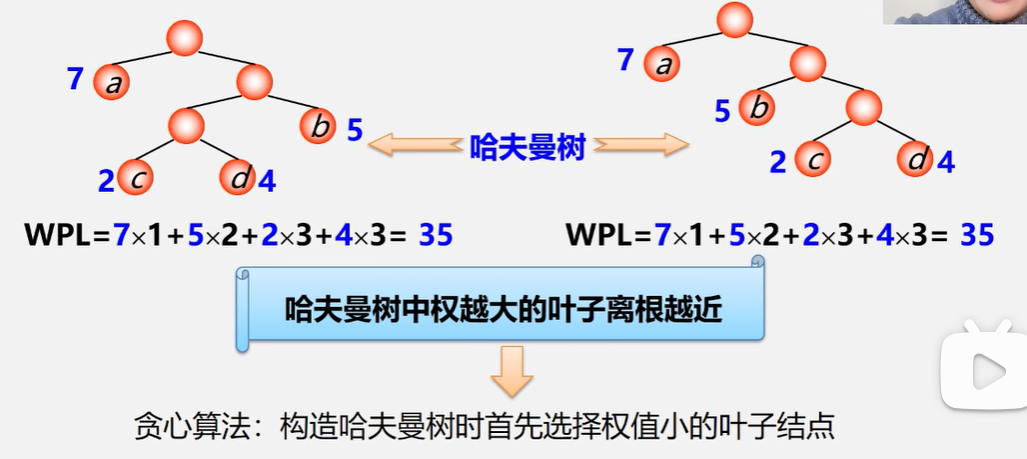 7 a
b 5
2 c
d 4
7 a
5 b
2 c
d 4
哈夫曼树
WPL=7×1+5×2+2×3+4×3= 35
WPL=7×1+5×2+2×3+4×3= 35
哈夫曼树中权越大的叶子离根越近
贪心算法：构造哈夫曼树时首先选择权值小的叶子结点